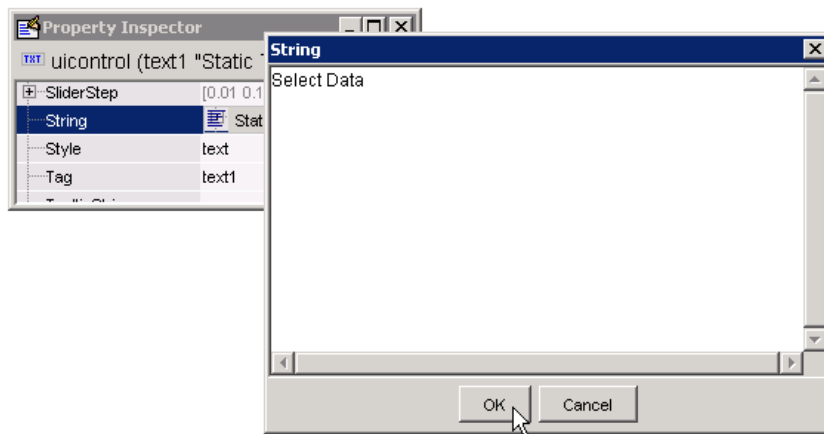 Property Inspector
TXT uicontrol (text1 "Static
SliderStep [0.01 0.1
String Stat
Style text
Tag text1
String
Select Data
OK Cancel